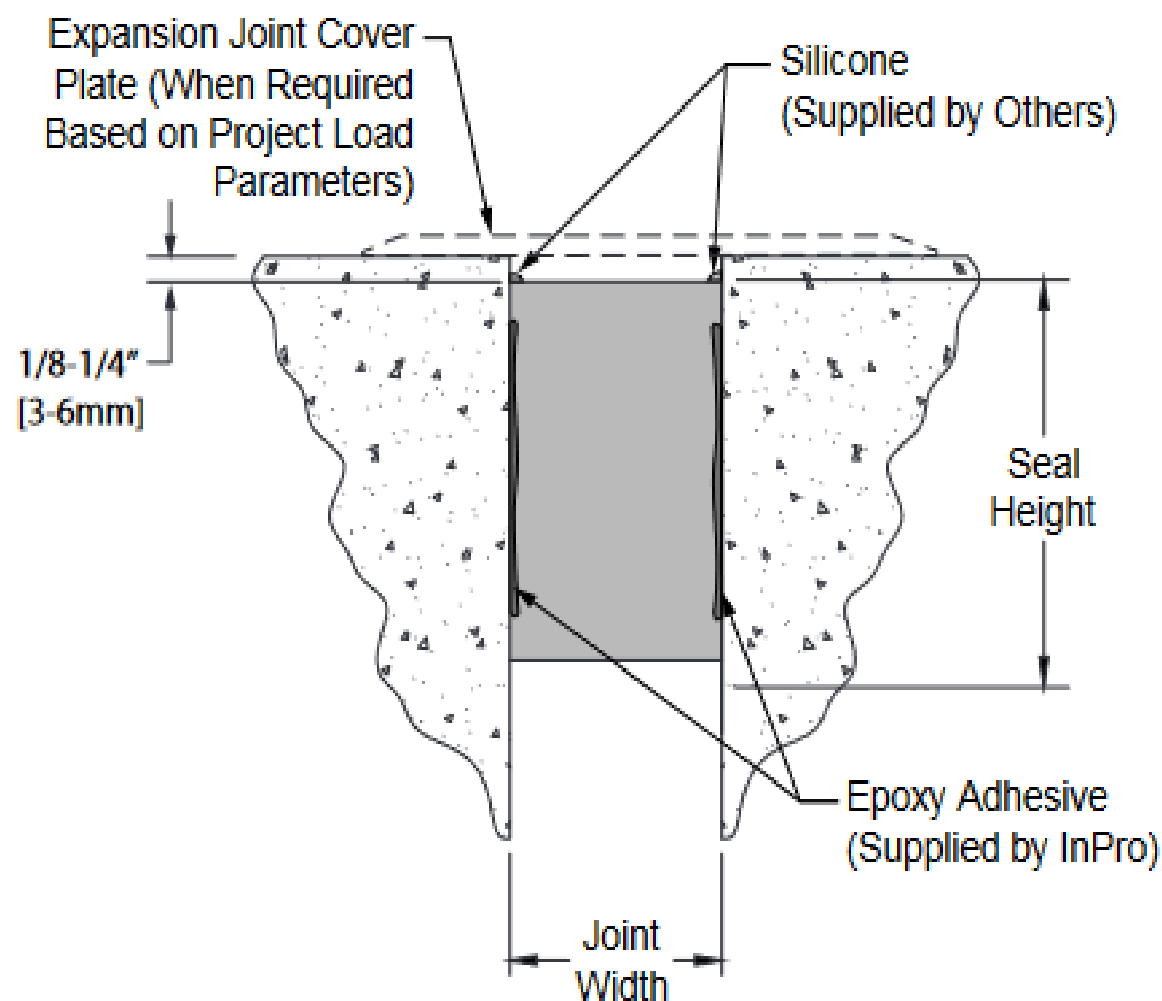 Expansion Joint Cover
Plate (When Required
Based on Project Load
Parameters)
Silicone
(Supplied by Others)
1/8-1/4"
[3-6mm]
Seal
Height
Epoxy Adhesive
(Supplied by InPro)
Joint
Width